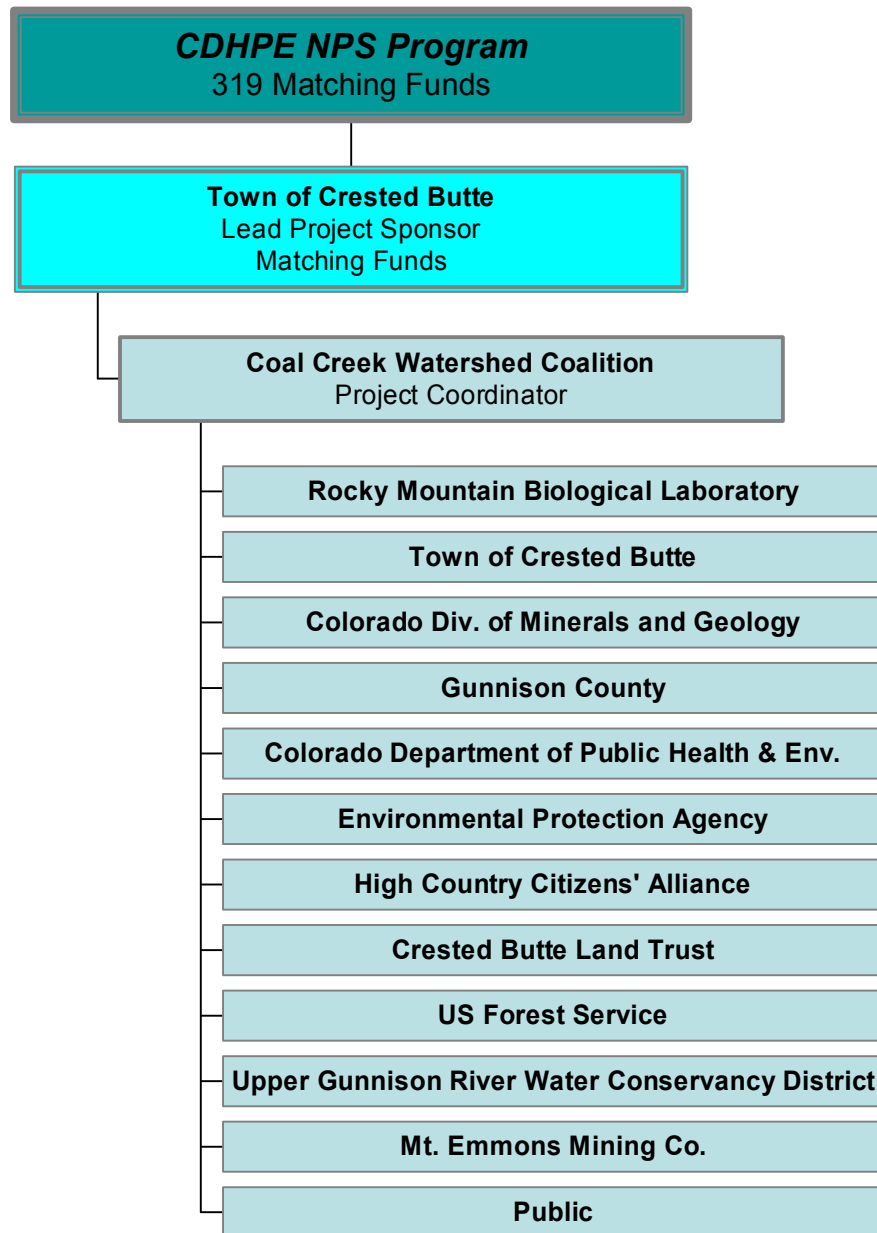 CDHPE NPS Program
319 Matching Funds
Town of Crested Butte
Lead Project Sponsor
Matching Funds
Coal Creek Watershed Coalition
Project Coordinator
Rocky Mountain Biological Laboratory
Town of Crested Butte
Colorado Div. of Minerals and Geology
Gunnison County
Colorado Department of Public Health & Env.
Environmental Protection Agency
High Country Citizens' Alliance
Crested Butte Land Trust
US Forest Service
Upper Gunnison River Water Conservancy District
Mt. Emmons Mining Co.
Public